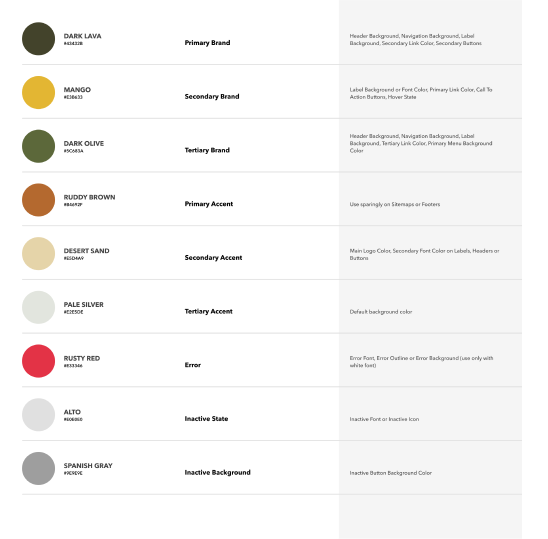 DARK LAVA
#43432B
Primary Brand
Header Background, Navigation Background, Label
Background, Secondary Link Color, Secondary Buttons
MANGO
#E3B633
Secondary Brand
Label Background or Font Color, Primary Link Color, Call To
Action Buttons, Hover State
DARK OLIVE
#5C683A
Tertiary Brand
Header Background, Navigation Background, Label
Background, Tertiary Link Color, Primary Menu Background
Color
RUDDY BROWN
#B4692F
Primary Accent
Use sparingly on Sitemaps or Footers
DESERT SAND
#E5D4A9
Secondary Accent
Main Logo Color, Secondary Font Color on Labels, Headers or
Buttons
PALE SILVER
#E2E5DE
Tertiary Accent
Default background color
RUSTY RED
#E33346
Error
Error Font, Error Outline or Error Background (use only with
white font)
ALTO
#E0E0E0
Inactive State
Inactive Font or Inactive Icon
SPANISH GRAY
#9E9E9E
Inactive Background
Inactive Button Background Color